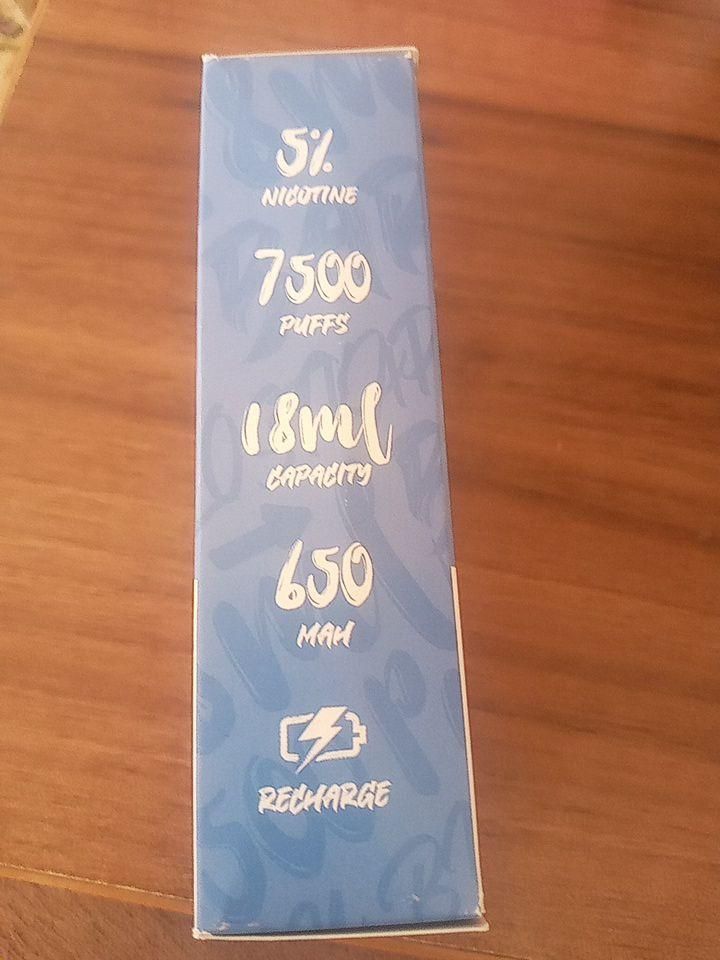 5%
NICOTINE
7500
PUFFS
18ml
CAPACITY
650
MAH
RECHARGE